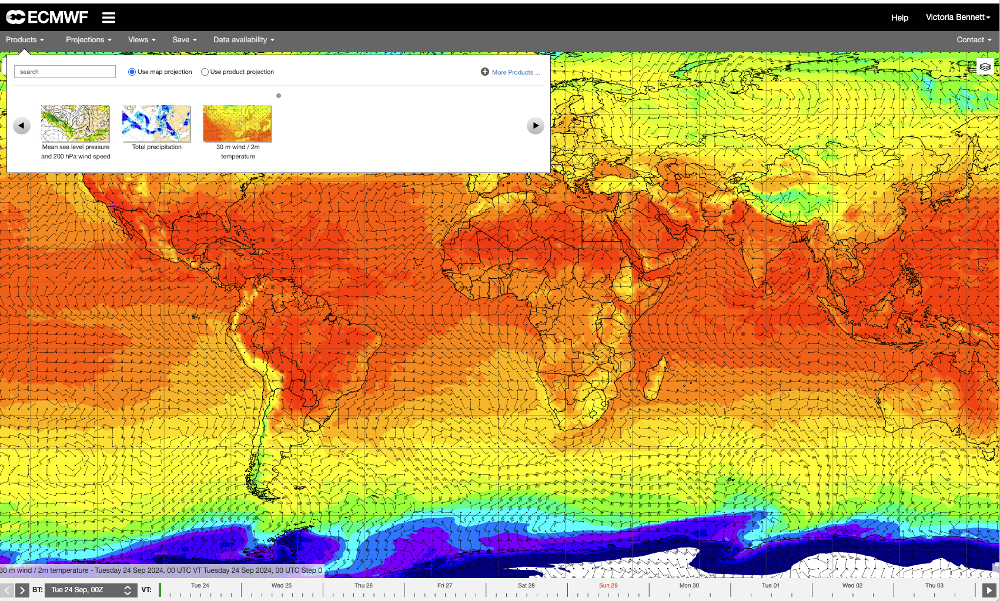 ECMWF
Help
Victoria Bennett
Products
Projections
Views
Save
Data availability
Contact
search
Use map projection
Use product projection
More Products ...
Mean sea level pressure
and 200 hPa wind speed
Total precipitation
30 m wind / 2m
temperature
30 m wind / 2m temperature - Tuesday 24 Sep 2024, 00 UTC VT Tuesday 24 Sep 2024, 00 UTC Step 0
BT:
Tue 24 Sep, 00Z
VT:
Tue 24
Wed 25
Thu 26
Fri 27
Sat 28
Sun 29
Mon 30
Tue 01
Wed 02
Thu 03